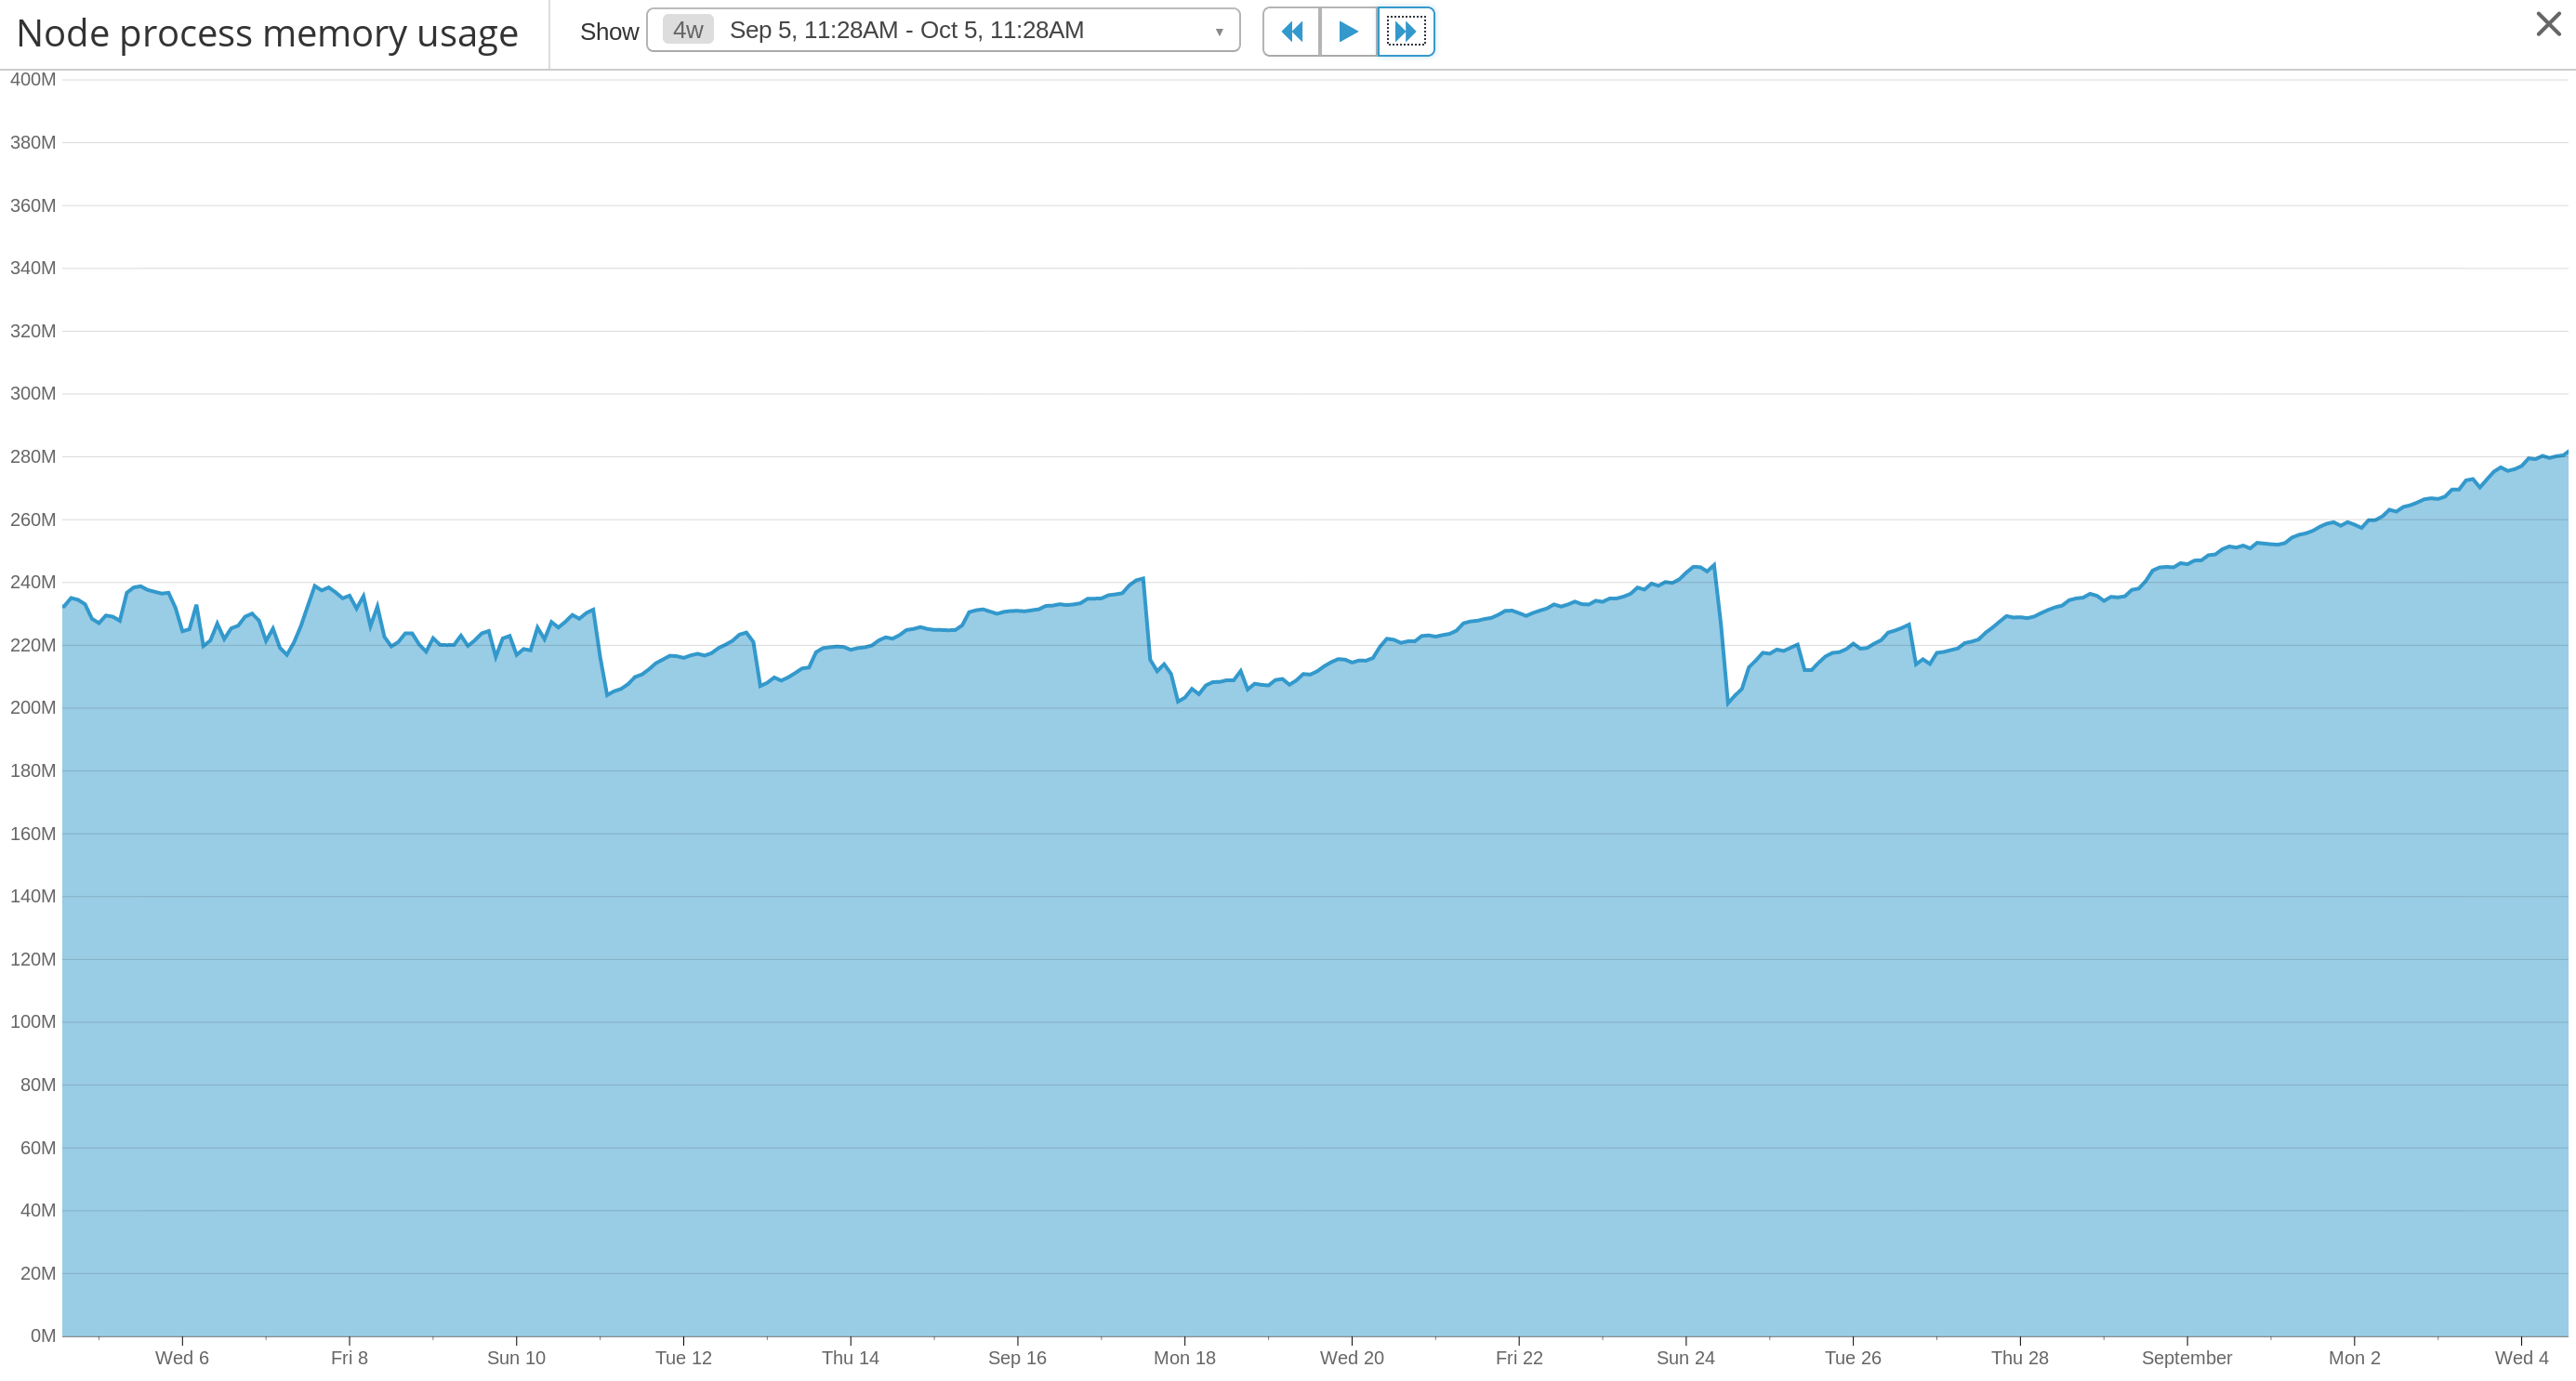 Node process memory usage
Show 4w Sep 5, 11:28AM - Oct 5, 11:28AM
400M
380M
360M
340M
320M
300M
280M
260M
240M
220M
200M
180M
160M
140M
120M
100M
80M
60M
40M
20M
0M
Wed 6 Fri 8 Sun 10 Tue 12 Thu 14 Sep 16 Mon 18 Wed 20 Fri 22 Sun 24 Tue 26 Thu 28 September Mon 2 Wed 4